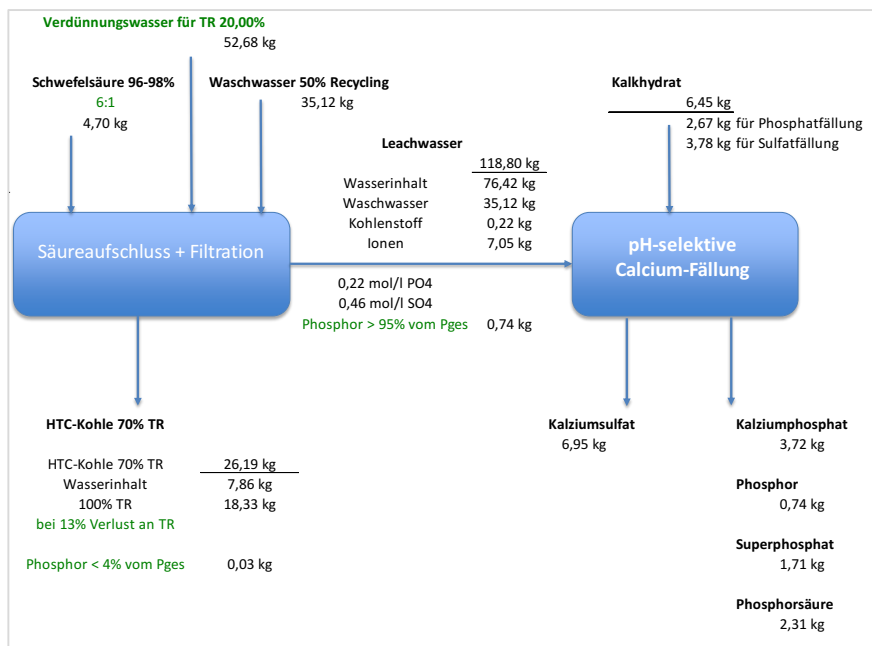 Verdünnungswasser für TR 20,00%
52,68 kg
Schwefelsäure 96-98%
6:1
4,70 kg
Waschwasser 50% Recycling
35,12 kg
Kalkhydrat
6,45 kg
2,67 kg für Phosphatfällung
3,78 kg für Sulfatfällung
Leachwasser
118,80 kg
Wasserinhalt 76,42 kg
Waschwasser 35,12 kg
Kohlenstoff 0,22 kg
Ionen 7,05 kg
Säureaufschluss + Filtration
pH-selektive
Calcium-Fällung
0,22 mol/l PO4
0,46 mol/l SO4
Phosphor > 95% vom Pges 0,74 kg
HTC-Kohle 70% TR
HTC-Kohle 70% TR 26,19 kg
Wasserinhalt 7,86 kg
100% TR 18,33 kg
bei 13% Verlust an TR
Phosphor < 4% vom Pges 0,03 kg
Kalziumsulfat
6,95 kg
Kalziumphosphat
3,72 kg
Phosphor
0,74 kg
Superphosphat
1,71 kg
Phosphorsäure
2,31 kg